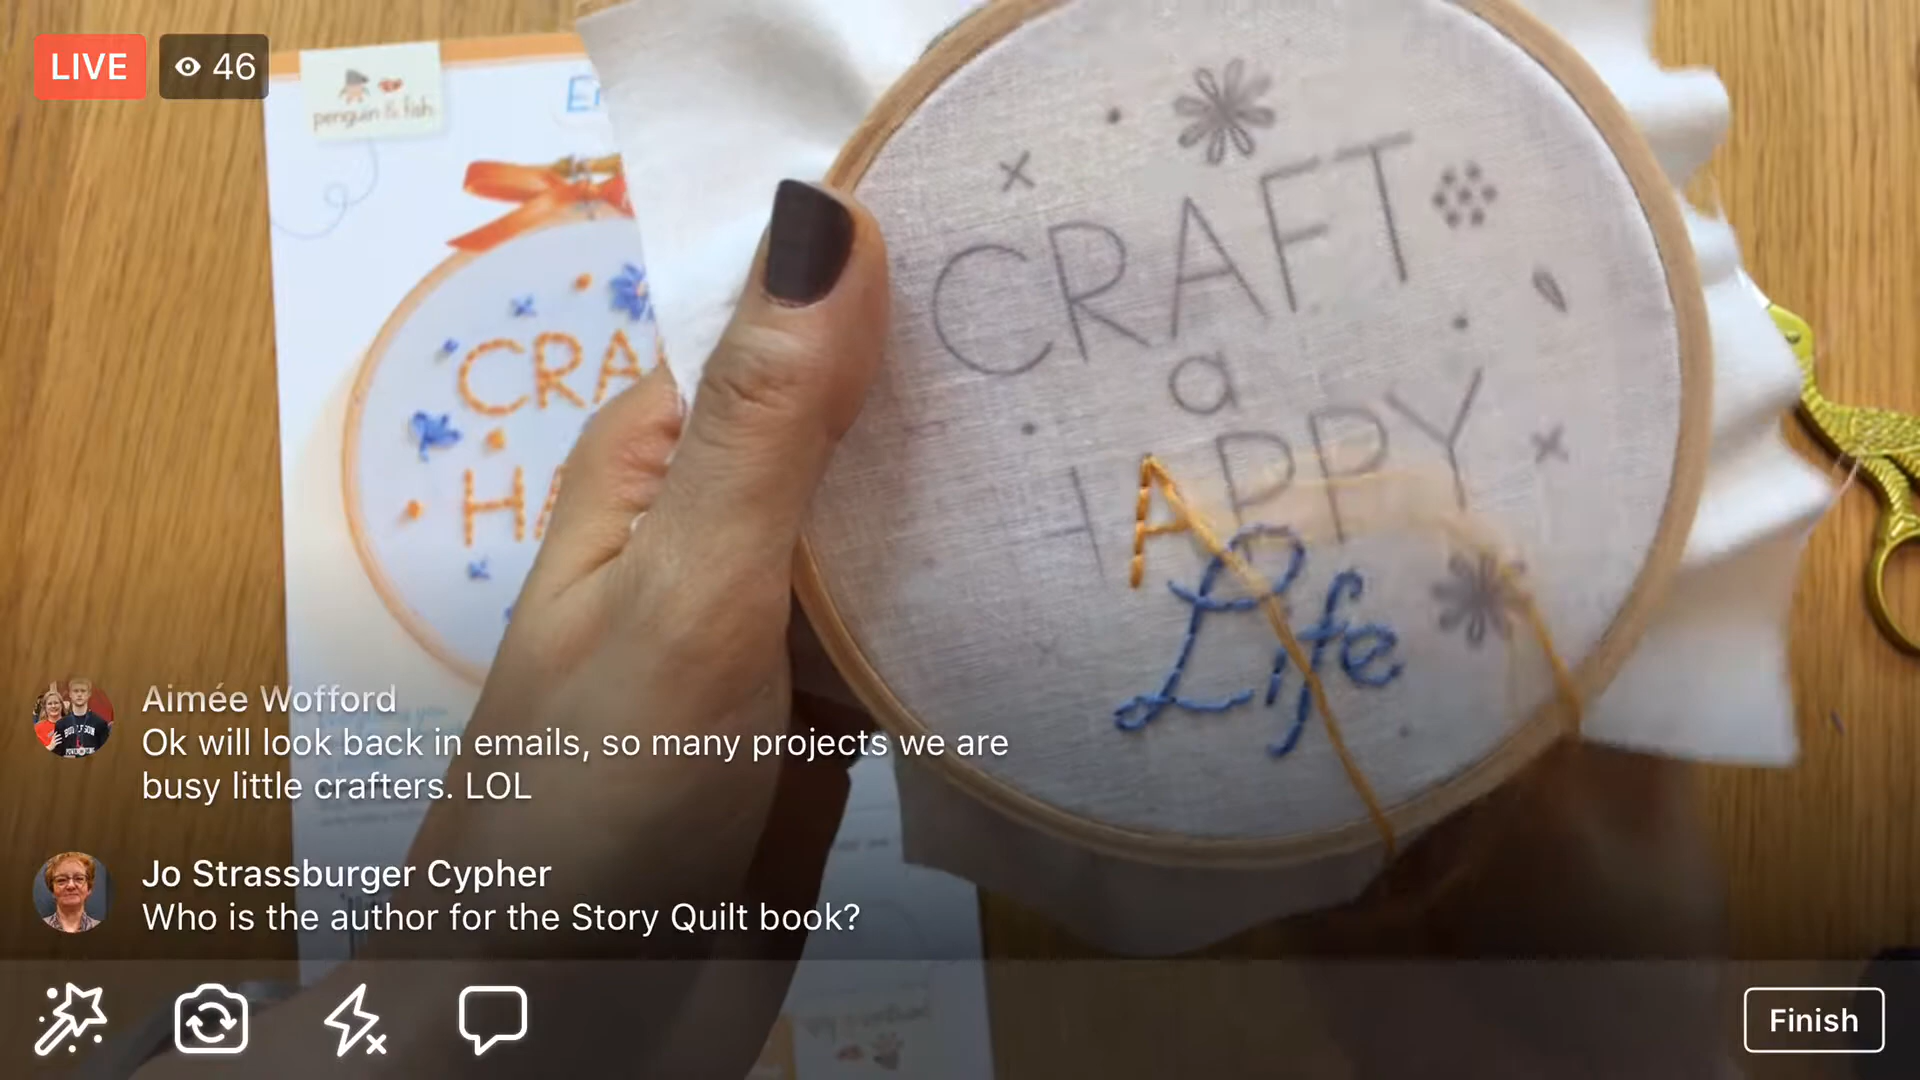 LIVE
46
penguin & fish
CRAFT
a
HAPPY
Life
CRA
HA
Aimée Wofford
Ok will look back in emails, so many projects we are
busy little crafters. LOL
Jo Strassburger Cypher
Who is the author for the Story Quilt book?
Finish